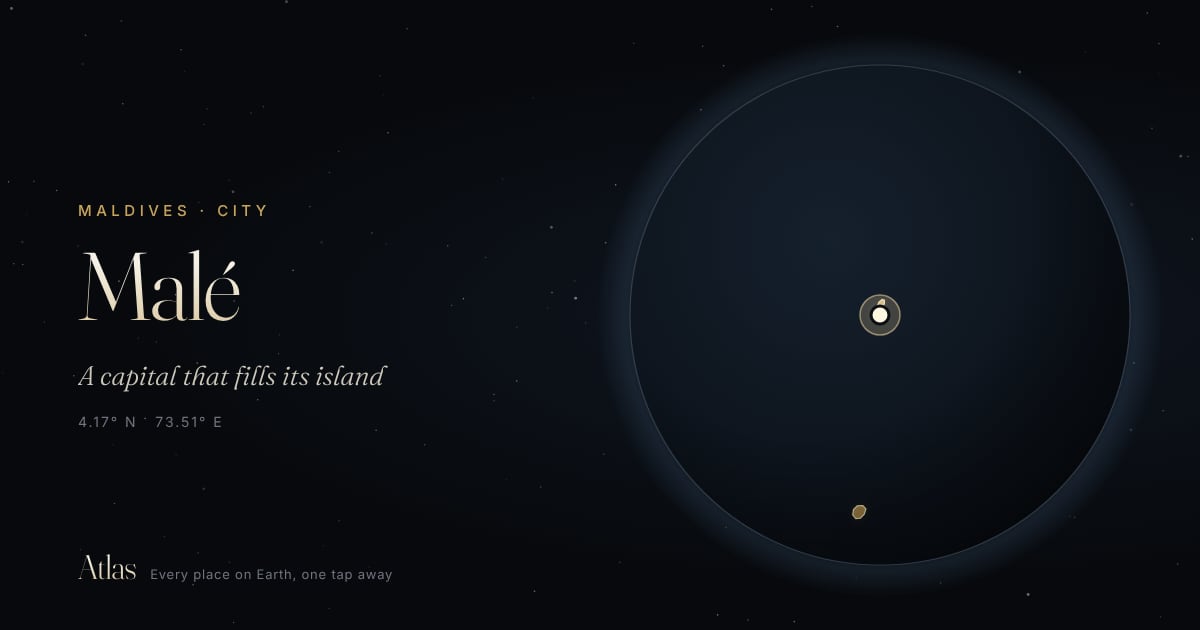 MALDIVES · CITY
Malé
A capital that fills its island
4.17° N · 73.51° E
Atlas Every place on Earth, one tap away